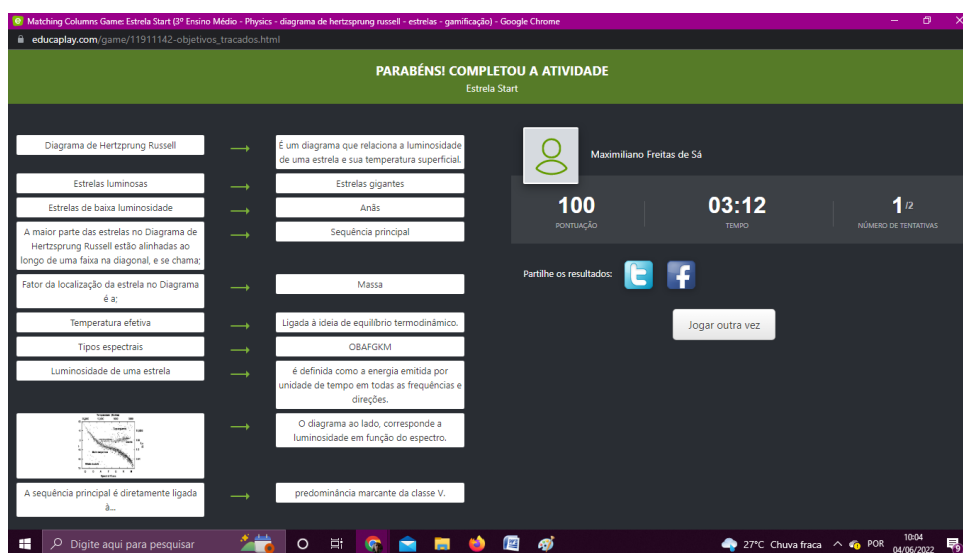 Matching Columns Game: Estrela Start (3º Ensino Médio - Physics - diagrama de hertzsprung russell - estrelas - gamificação) - Google Chrome
educaplay.com/game/11911142-objetivos_tracados.html
PARABÉNS! COMPLETOU A ATIVIDADE
Estrela Start
Diagrama de Hertzprung Russell
É um diagrama que relaciona a luminosidade
de uma estrela e sua temperatura superficial.
Estrelas luminosas
Estrelas gigantes
Estrelas de baixa luminosidade
Anãs
A maior parte das estrelas no Diagrama de
Hertzsprung Russell estão alinhadas ao
longo de uma faixa na diagonal, e se chama;
Sequência principal
Fator da localização da estrela no Diagrama
é a;
Massa
Temperatura efetiva
Ligada à ideia de equilíbrio termodinâmico.
Tipos espectrais
OBAFGKM
Luminosidade de uma estrela
é definida como a energia emitida por
unidade de tempo em todas as frequências e
direções.
O diagrama ao lado, corresponde a
luminosidade em função do espectro.
A sequência principal é diretamente ligada
à...
predominância marcante da classe V.
Maximiliano Freitas de Sá
100
PONTUAÇÃO
03:12
TEMPO
1/2
NÚMERO DE TENTATIVAS
Partilhe os resultados:
Jogar outra vez
Digite aqui para pesquisar
27°C Chuva fraca
POR
10:04
04/06/2022